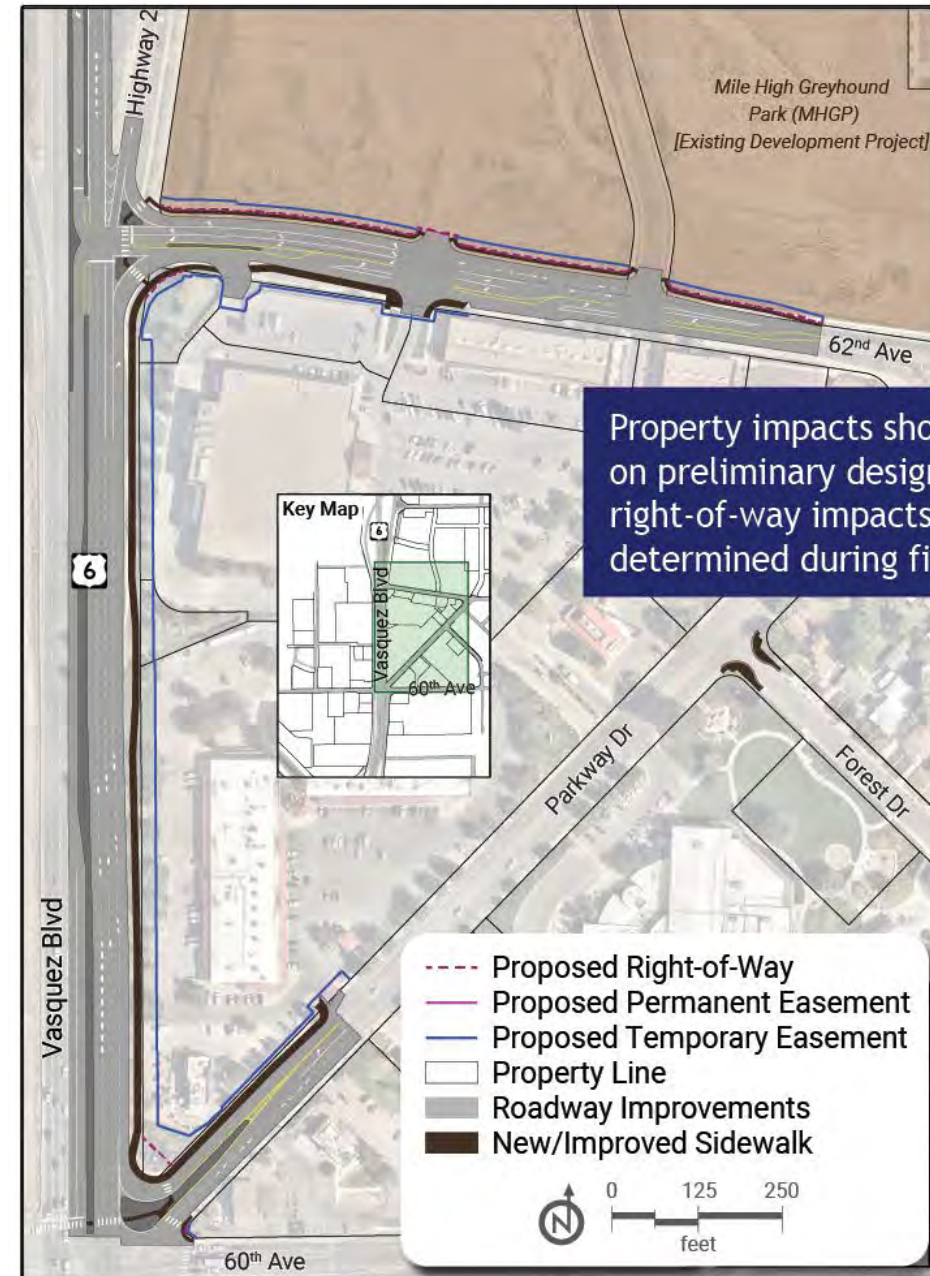 Highway 2
Mile High Greyhound
Park (MHGP)
[Existing Development Project]
62nd Ave
Property impacts sho
on preliminary design
right-of-way impacts
determined during fi
Key Map
6
Vasquez Blvd
60th Ave
6
Parkway Dr
Forest Dr
Vasquez Blvd
Proposed Right-of-Way
Proposed Permanent Easement
Proposed Temporary Easement
Property Line
Roadway Improvements
New/Improved Sidewalk
N
0 125 250
feet
60th Ave